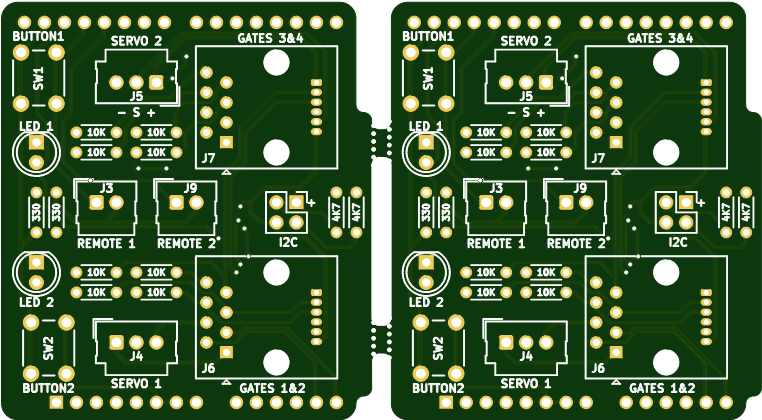 BUTTON1
SERVO 2
GATES 3&4
SW1
J5
- S +
LED 1
10K
10K
10K
10K
J7
J3
J9
330
330
+
4K7
4K7
REMOTE 1
REMOTE 2
I2C
10K
10K
10K
10K
LED 2
SW2
J4
J6
BUTTON2
SERVO 1
GATES 1&2
BUTTON1
SERVO 2
GATES 3&4
SW1
J5
- S +
LED 1
10K
10K
10K
10K
J7
J3
J9
330
330
+
4K7
4K7
REMOTE 1
REMOTE 2
I2C
10K
10K
10K
10K
LED 2
SW2
J4
J6
BUTTON2
SERVO 1
GATES 1&2